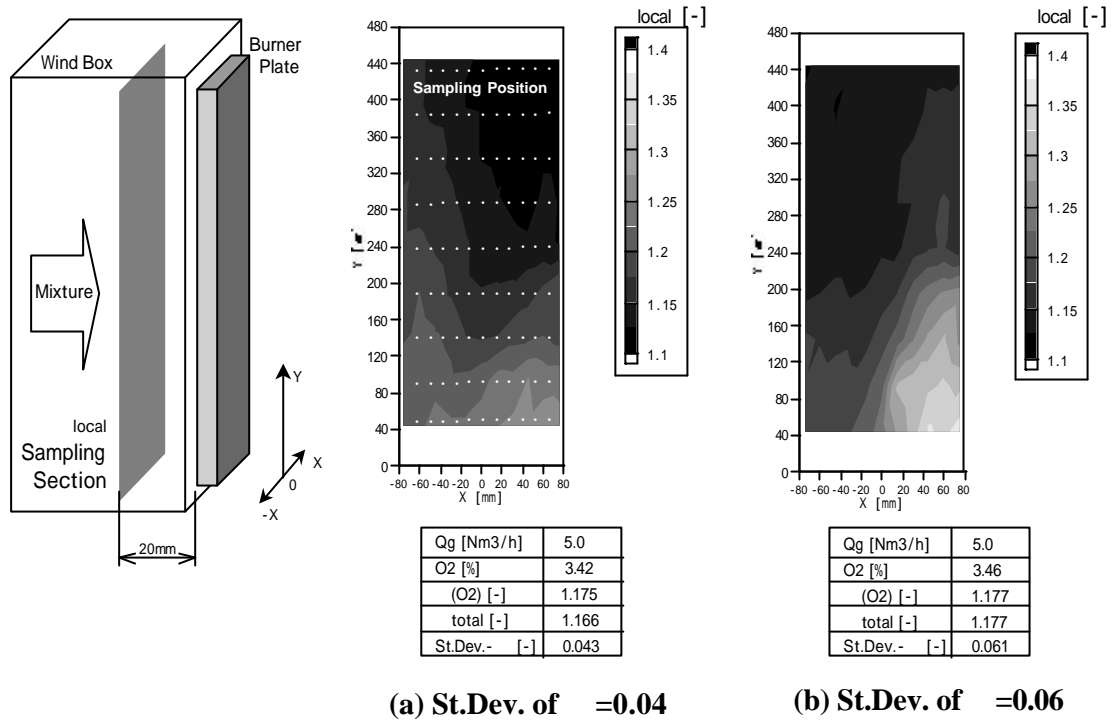 Wind Box
Burner
Plate
Mixture
local
Sampling
Section
20mm
Y
X
0
-X
480
440
400
360
320
280
240
200
160
120
80
40
0
Sampling Position
-80 -60 -40 -20 0 20 40 60 80
X [mm]
local [-]
1.4
1.35
1.3
1.25
1.2
1.15
1.1
Qg [Nm3/h] 5.0
O2 [%] 3.42
(O2) [-] 1.175
total [-] 1.166
St.Dev.- [-] 0.043
(a) St.Dev. of =0.04
480
440
400
360
320
280
240
200
160
120
80
40
0
-80 -60 -40 -20 0 20 40 60 80
X [mm]
local [-]
1.4
1.35
1.3
1.25
1.2
1.15
1.1
Qg [Nm3/h] 5.0
O2 [%] 3.46
(O2) [-] 1.177
total [-] 1.177
St.Dev.- [-] 0.061
(b) St.Dev. of =0.06